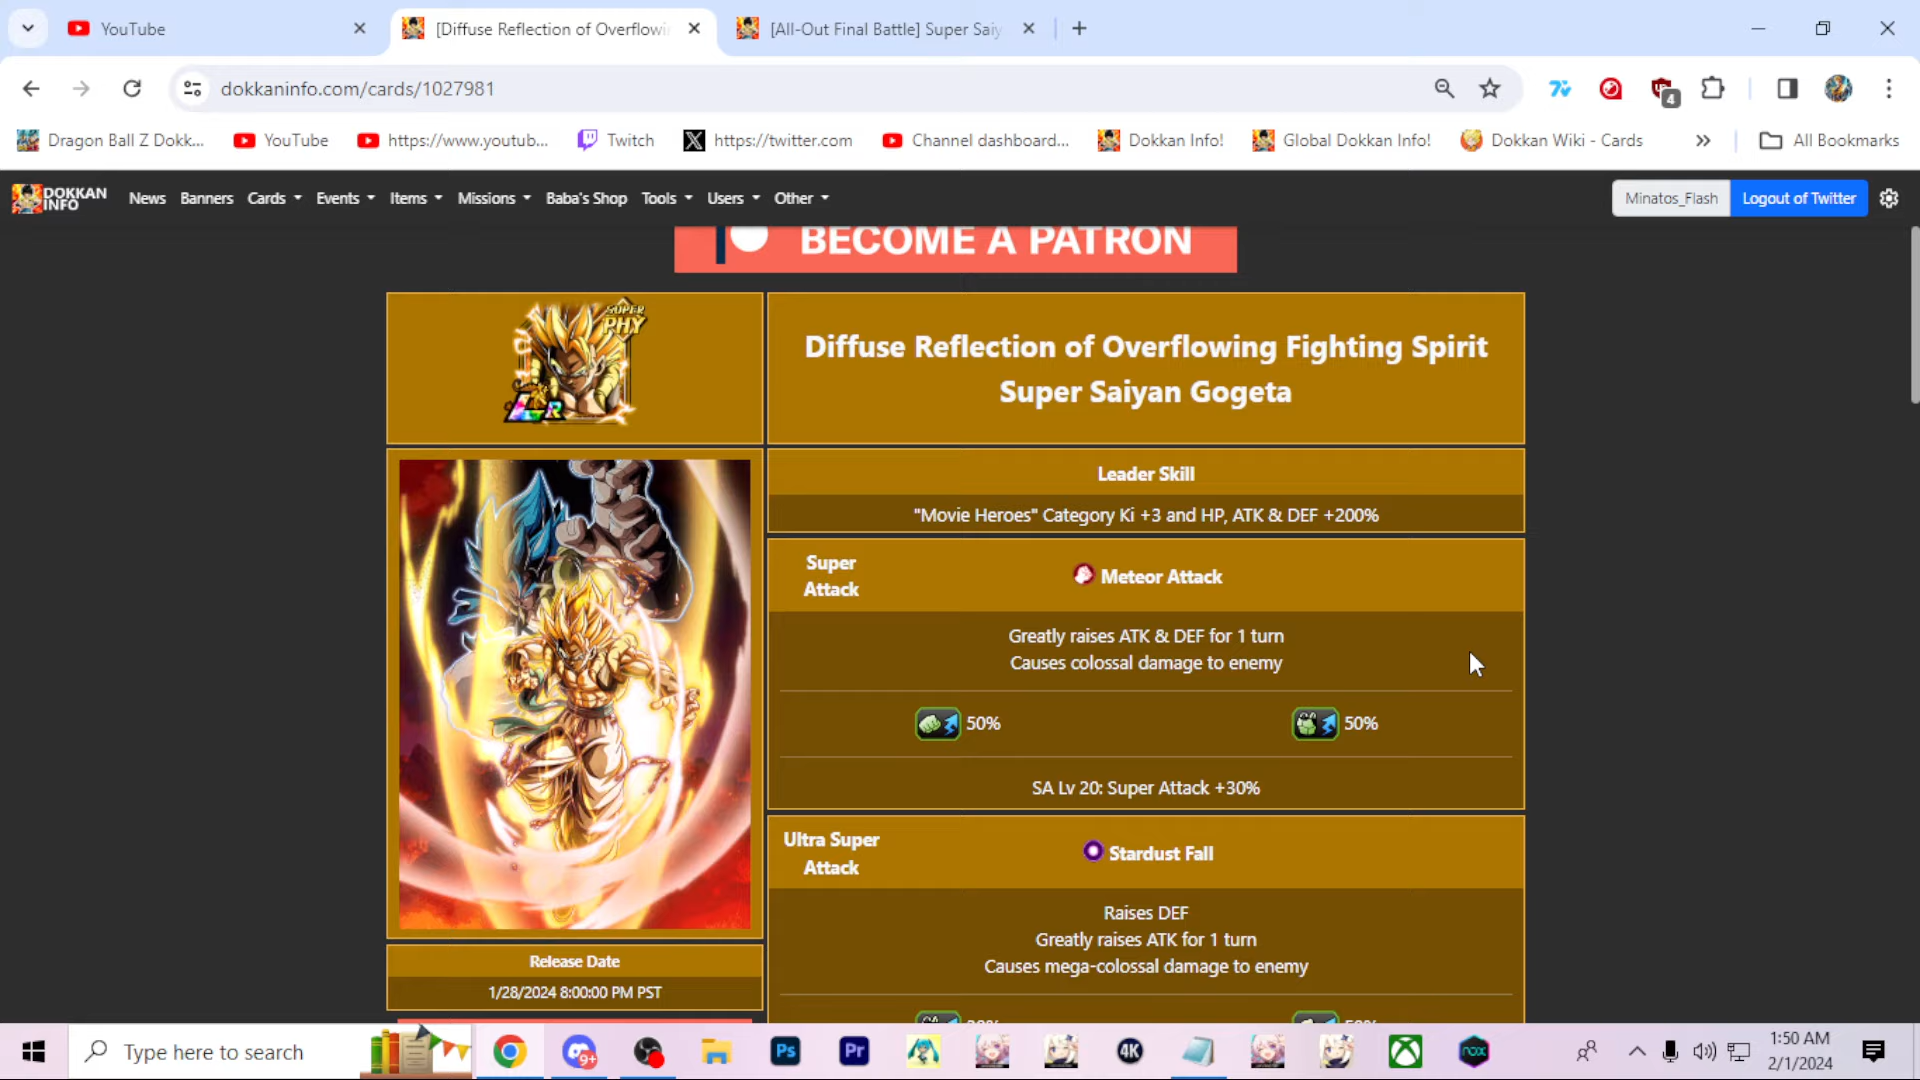 YouTube
[Diffuse Reflection of Overflowi
[All-Out Final Battle] Super Saiy
dokkaninfo.com/cards/1027981
4
Dragon Ball Z Dokk...
YouTube
https://www.youtub...
Twitch
https://twitter.com
Channel dashboard...
Dokkan Info!
Global Dokkan Info!
Dokkan Wiki - Cards
All Bookmarks
DOKKAN INFO
News
Banners
Cards
Events
Items
Missions
Baba's Shop
Tools
Users
Other
Minatos_Flash
Logout of Twitter
BECOME A PATRON
SUPER
PHY
LR
Diffuse Reflection of Overflowing Fighting Spirit
Super Saiyan Gogeta
Leader Skill
"Movie Heroes" Category Ki +3 and HP, ATK & DEF +200%
Super
Attack
Meteor Attack
Greatly raises ATK & DEF for 1 turn
Causes colossal damage to enemy
50%
50%
SA Lv 20: Super Attack +30%
Ultra Super
Attack
Stardust Fall
Raises DEF
Greatly raises ATK for 1 turn
Causes mega-colossal damage to enemy
Release Date
1/28/2024 8:00:00 PM PST
Type here to search
9+
Ps
Pr
4K
nox
1:50 AM
2/1/2024